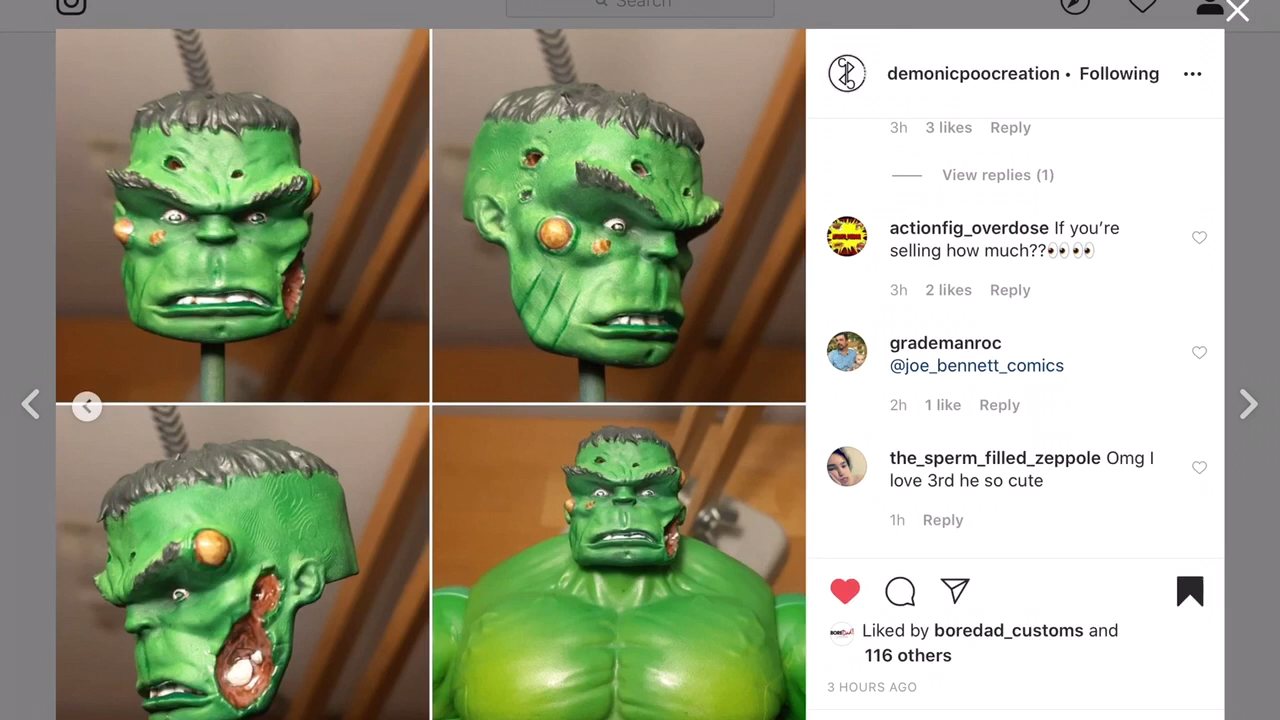 Search
demonicpoocreation • Following
3h 3 likes Reply
View replies (1)
actionfig_overdose If you’re
selling how much??👀👀
3h 2 likes Reply
grademanroc
@joe_bennett_comics
2h 1 like Reply
the_sperm_filled_zeppole Omg I
love 3rd he so cute
1h Reply
Liked by boredad_customs and
116 others
3 HOURS AGO